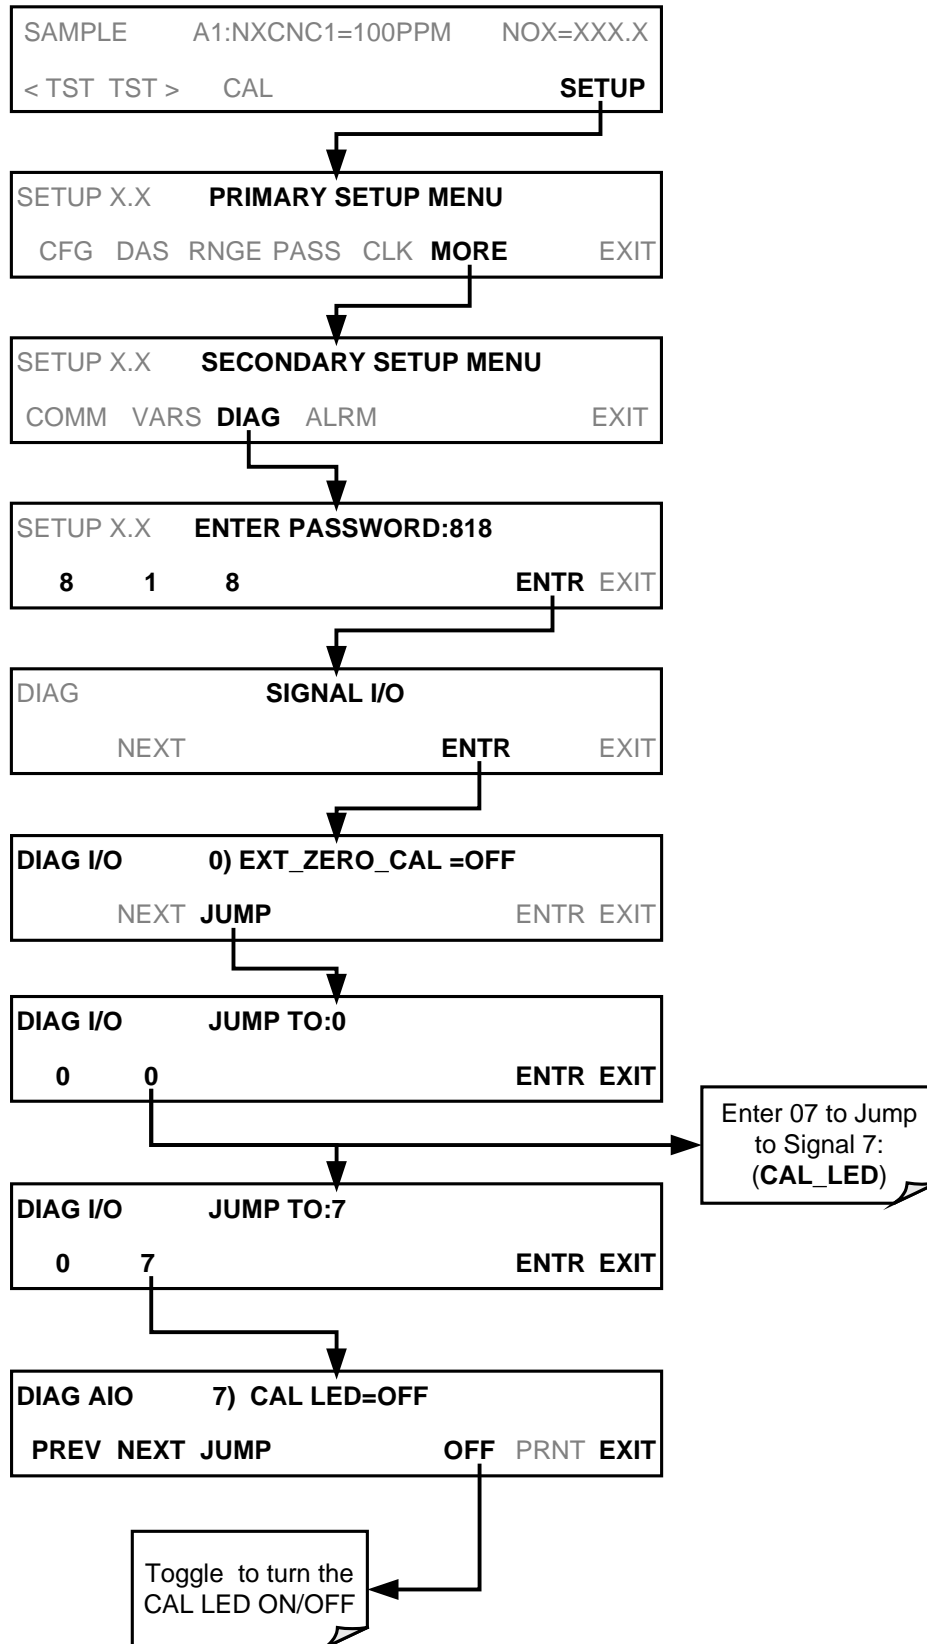 SAMPLE A1:NXCNC1=100PPM NOX=XXX.X
< TST TST > CAL SETUP
SETUP X.X PRIMARY SETUP MENU
CFG DAS RNGE PASS CLK MORE EXIT
SETUP X.X SECONDARY SETUP MENU
COMM VARS DIAG ALRM EXIT
SETUP X.X ENTER PASSWORD:818
8 1 8 ENTR EXIT
DIAG SIGNAL I/O
NEXT ENTR EXIT
DIAG I/O 0) EXT_ZERO_CAL =OFF
NEXT JUMP ENTR EXIT
DIAG I/O JUMP TO:0
0 0 ENTR EXIT
Enter 07 to Jump
to Signal 7:
(CAL_LED)
DIAG I/O JUMP TO:7
0 7 ENTR EXIT
DIAG AIO 7) CAL LED=OFF
PREV NEXT JUMP OFF PRNT EXIT
Toggle to turn the
CAL LED ON/OFF